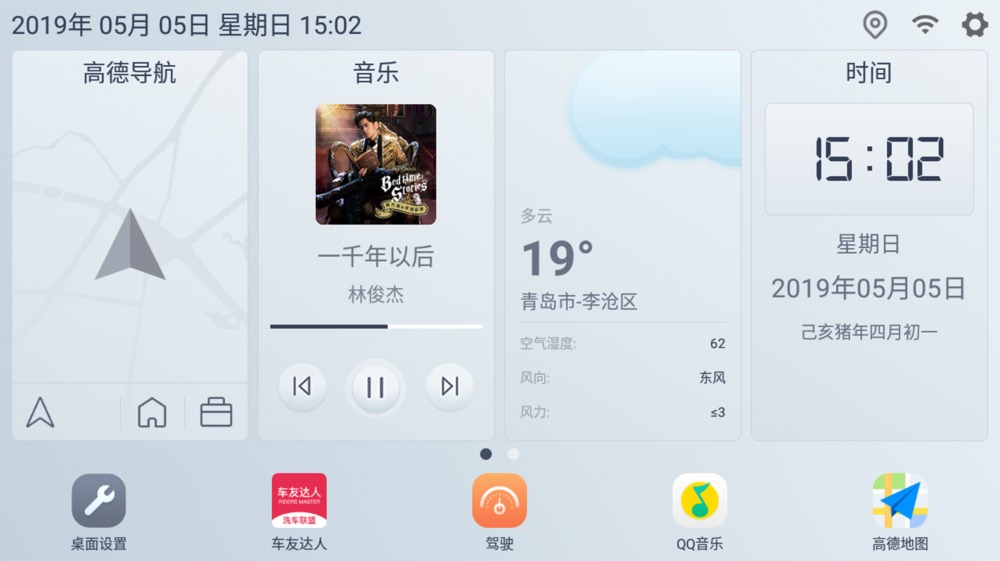 2019年 05月 05日 星期日 15:02
高德导航
音乐
Bedtime
Stories
一千年以后
林俊杰
多云
19°
青岛市-李沧区
空气湿度: 62
风向: 东风
风力: ≤3
时间
15:02
星期日
2019年05月05日
己亥猪年四月初一
车友达人
RIDERS MASTER
洗车联盟
桌面设置
车友达人
驾驶
QQ音乐
高德地图